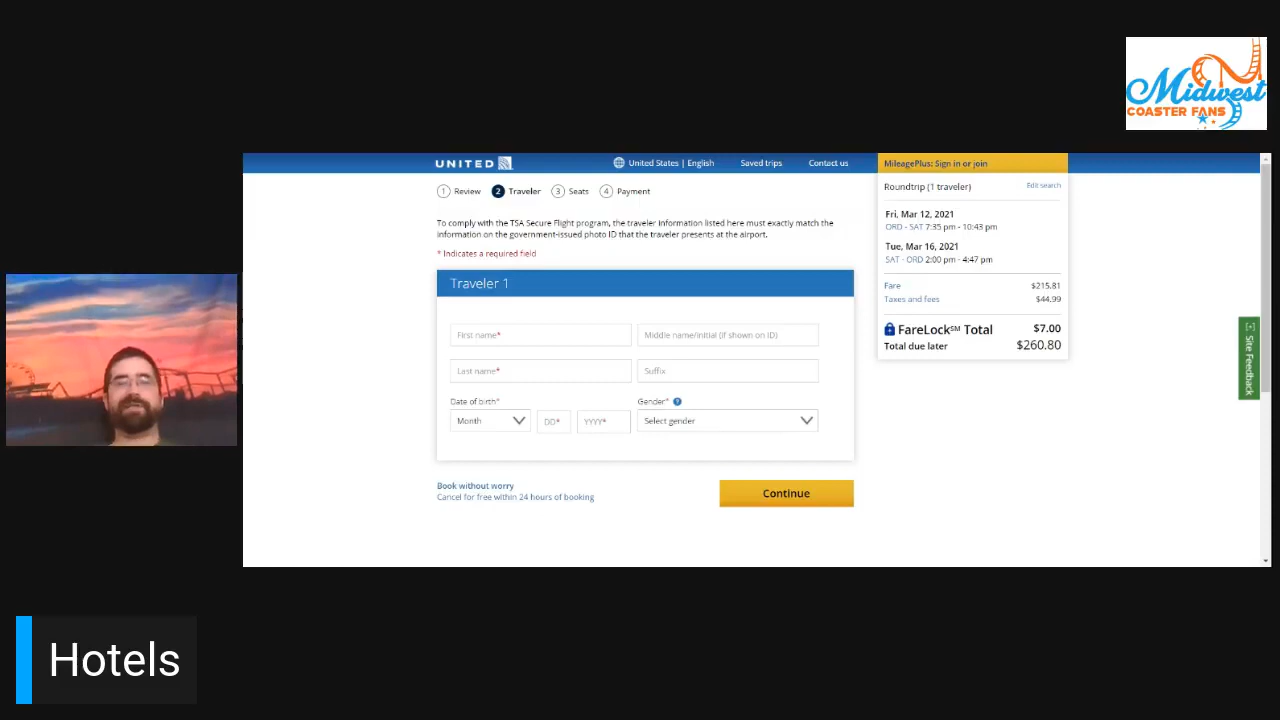 Midwest
COASTER FANS
UNITED
United States | English
Saved trips
Contact us
MileagePlus: Sign in or join
1 Review
2 Traveler
3 Seats
4 Payment
Roundtrip (1 traveler)
Edit search
To comply with the TSA Secure Flight program, the traveler information listed here must exactly match the
information on the government-issued photo ID that the traveler presents at the airport.
* Indicates a required field
Fri, Mar 12, 2021
ORD - SAT 7:35 pm - 10:43 pm
Tue, Mar 16, 2021
SAT - ORD 2:00 pm - 4:47 pm
Fare $215.81
Taxes and fees $44.99
FareLock℠ Total $7.00
Total due later $260.80
Traveler 1
First name*
Middle name/initial (if shown on ID)
Last name*
Suffix
Date of birth*
Gender* ?
Month
DD*
YYYY*
Select gender
Book without worry
Cancel for free within 24 hours of booking
Continue
Site Feedback
[+]
Hotels